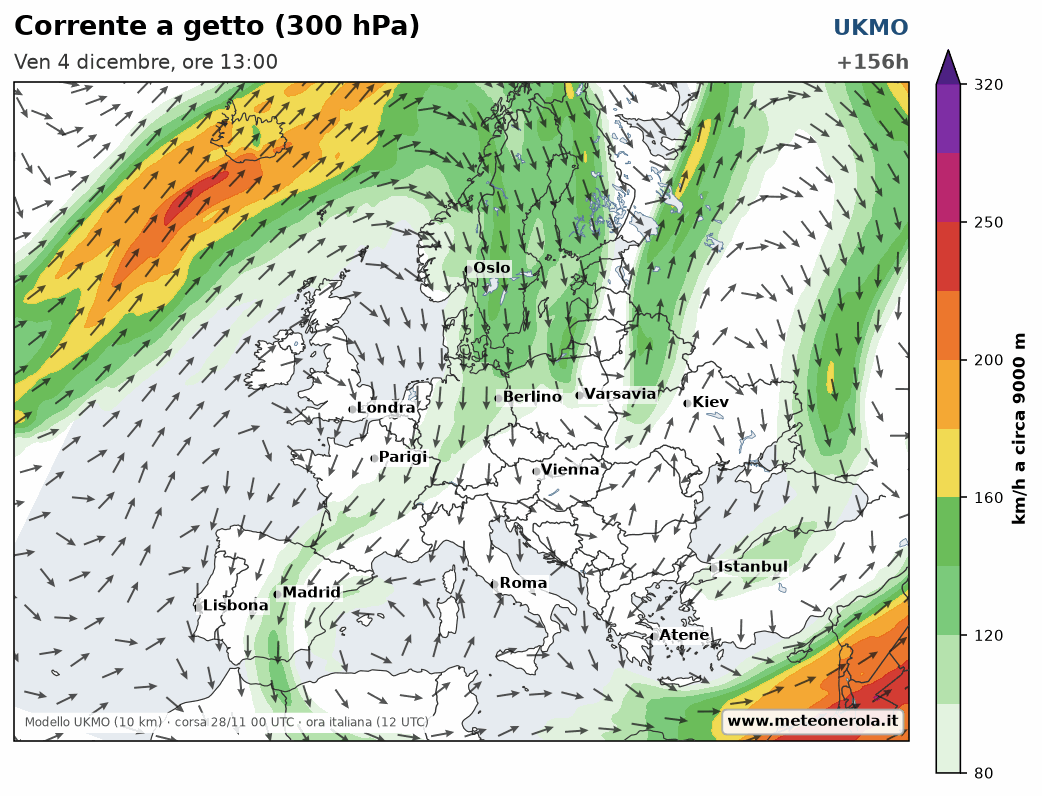 Corrente a getto (300 hPa)
UKMO
Ven 4 dicembre, ore 13:00
+156h
320
250
200
160
120
80
km/h a circa 9000 m
Oslo
Berlino
Varsavia
Kiev
Londra
Parigi
Vienna
Istanbul
Roma
Madrid
Lisbona
Atene
Modello UKMO (10 km) · corsa 28/11 00 UTC · ora italiana (12 UTC)
www.meteonerola.it